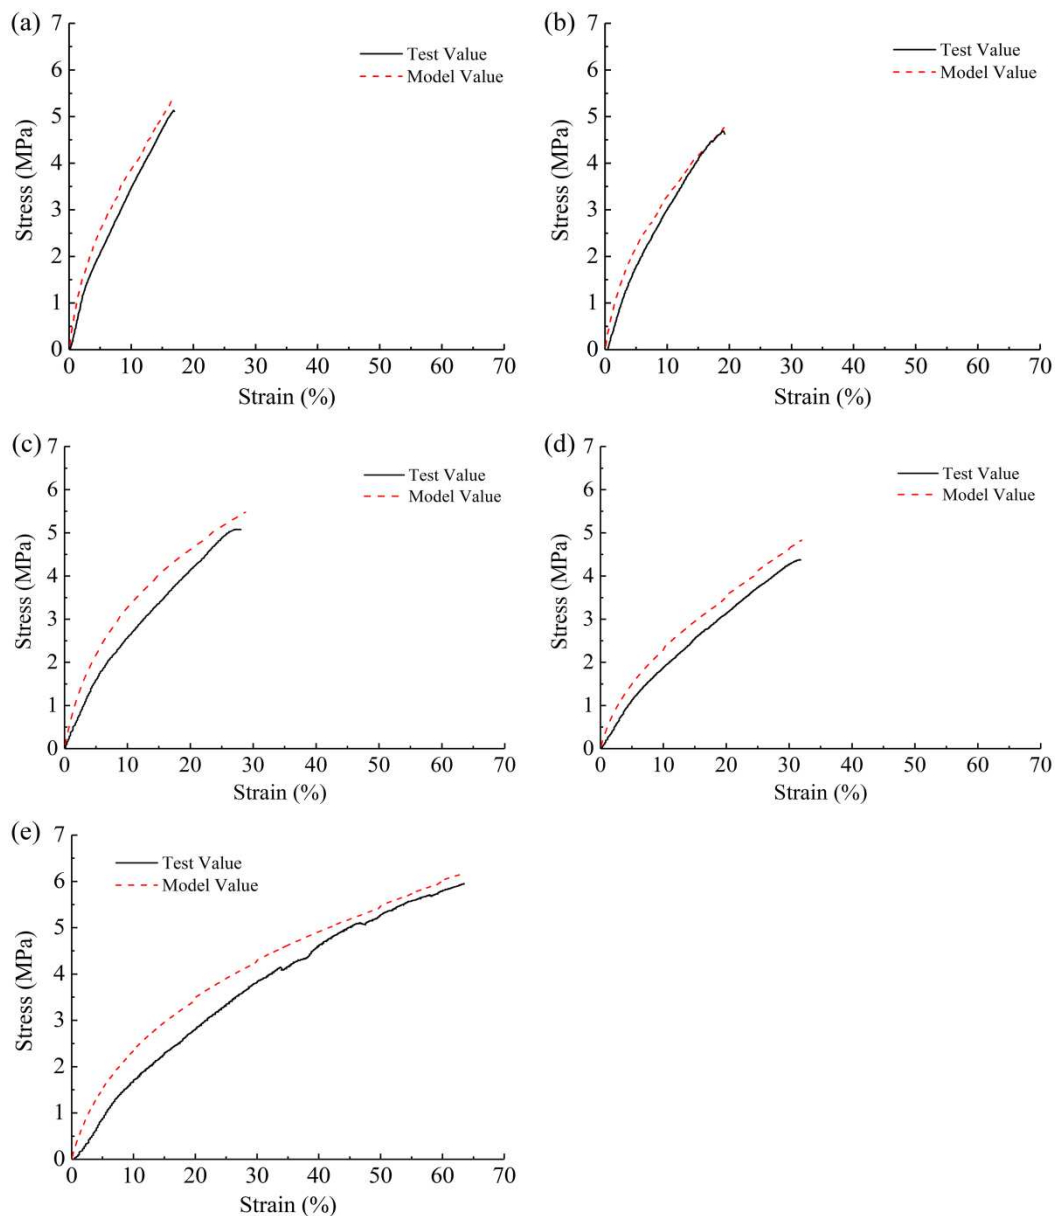 (a)
7
6
5
4
3
2
1
0
Stress (MPa)
Test Value
Model Value
0 10 20 30 40 50 60 70
Strain (%)
(b)
7
6
5
4
3
2
1
0
Stress (MPa)
Test Value
Model Value
0 10 20 30 40 50 60 70
Strain (%)
(c)
7
6
5
4
3
2
1
0
Stress (MPa)
Test Value
Model Value
0 10 20 30 40 50 60 70
Strain (%)
(d)
7
6
5
4
3
2
1
0
Stress (MPa)
Test Value
Model Value
0 10 20 30 40 50 60 70
Strain (%)
(e)
7
6
5
4
3
2
1
0
Stress (MPa)
Test Value
Model Value
0 10 20 30 40 50 60 70
Strain (%)